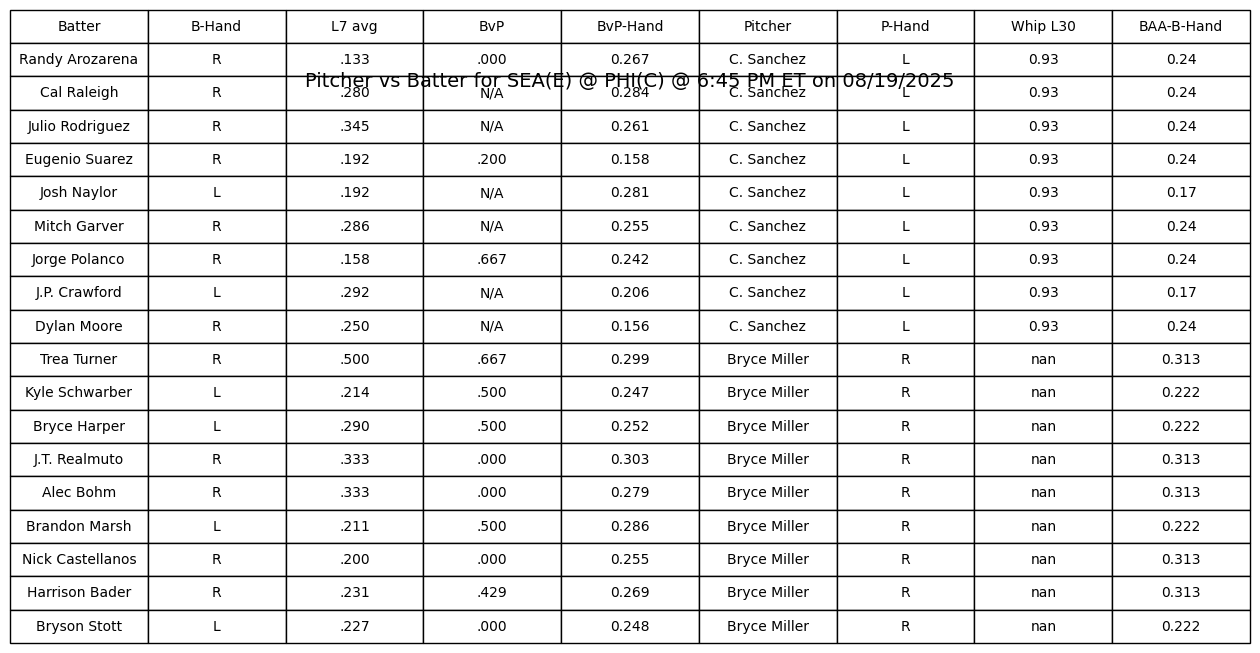 Batter B-Hand L7 avg BvP BvP-Hand Pitcher P-Hand Whip L30 BAA-B-Hand
Randy Arozarena R .133 .000 0.267 C. Sanchez L 0.93 0.24
Pitcher vs Batter for SEA(E) @ PHI(C) @ 6:45 PM ET on 08/19/2025
Cal Raleigh R .280 N/A 0.284 C. Sanchez L 0.93 0.24
Julio Rodriguez R .345 N/A 0.261 C. Sanchez L 0.93 0.24
Eugenio Suarez R .192 .200 0.158 C. Sanchez L 0.93 0.24
Josh Naylor L .192 N/A 0.281 C. Sanchez L 0.93 0.17
Mitch Garver R .286 N/A 0.255 C. Sanchez L 0.93 0.24
Jorge Polanco R .158 .667 0.242 C. Sanchez L 0.93 0.24
J.P. Crawford L .292 N/A 0.206 C. Sanchez L 0.93 0.17
Dylan Moore R .250 N/A 0.156 C. Sanchez L 0.93 0.24
Trea Turner R .500 .667 0.299 Bryce Miller R nan 0.313
Kyle Schwarber L .214 .500 0.247 Bryce Miller R nan 0.222
Bryce Harper L .290 .500 0.252 Bryce Miller R nan 0.222
J.T. Realmuto R .333 .000 0.303 Bryce Miller R nan 0.313
Alec Bohm R .333 .000 0.279 Bryce Miller R nan 0.313
Brandon Marsh L .211 .500 0.286 Bryce Miller R nan 0.222
Nick Castellanos R .200 .000 0.255 Bryce Miller R nan 0.313
Harrison Bader R .231 .429 0.269 Bryce Miller R nan 0.313
Bryson Stott L .227 .000 0.248 Bryce Miller R nan 0.222